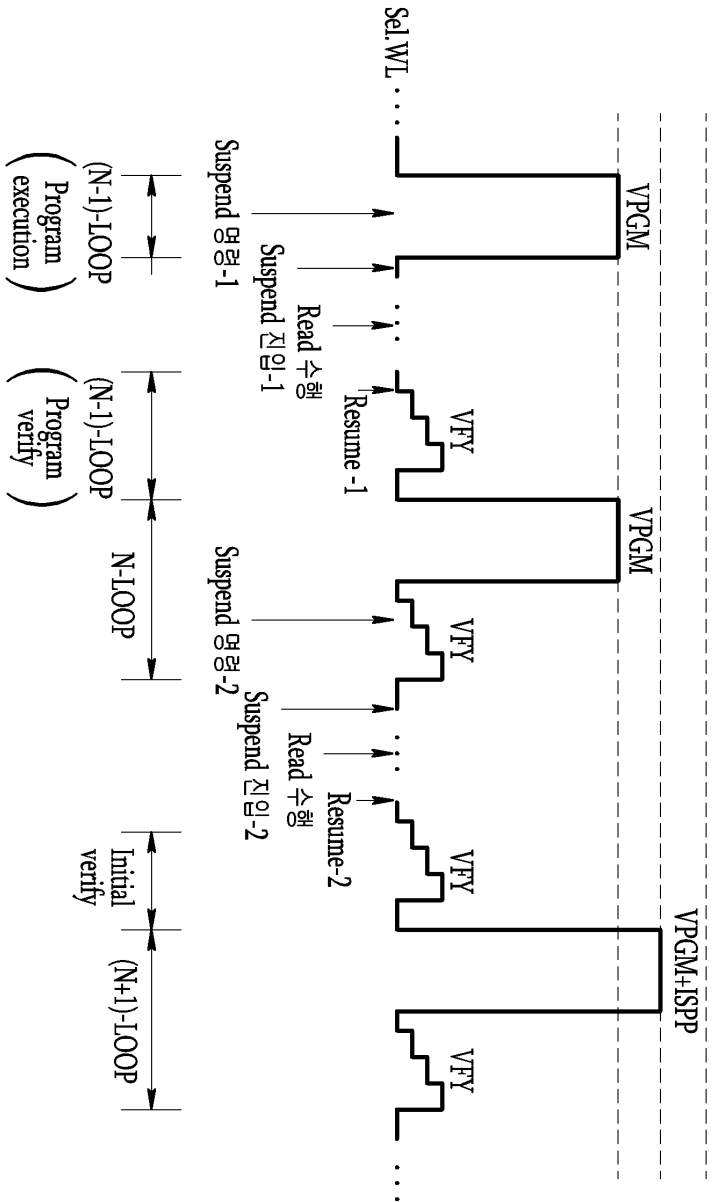 Sel.WL
VPGM
VPGM
VPGM+ISPP
VFY
VFY
VFY
VFY
Suspend 명령-1
Suspend 진입-1
Read 수행
Resume -1
Suspend 명령-2
Suspend 진입-2
Read 수행
Resume-2
(N-1)-LOOP
(Program
execution)
(N-1)-LOOP
(Program
verify)
N-LOOP
Initial
verify
(N+1)-LOOP